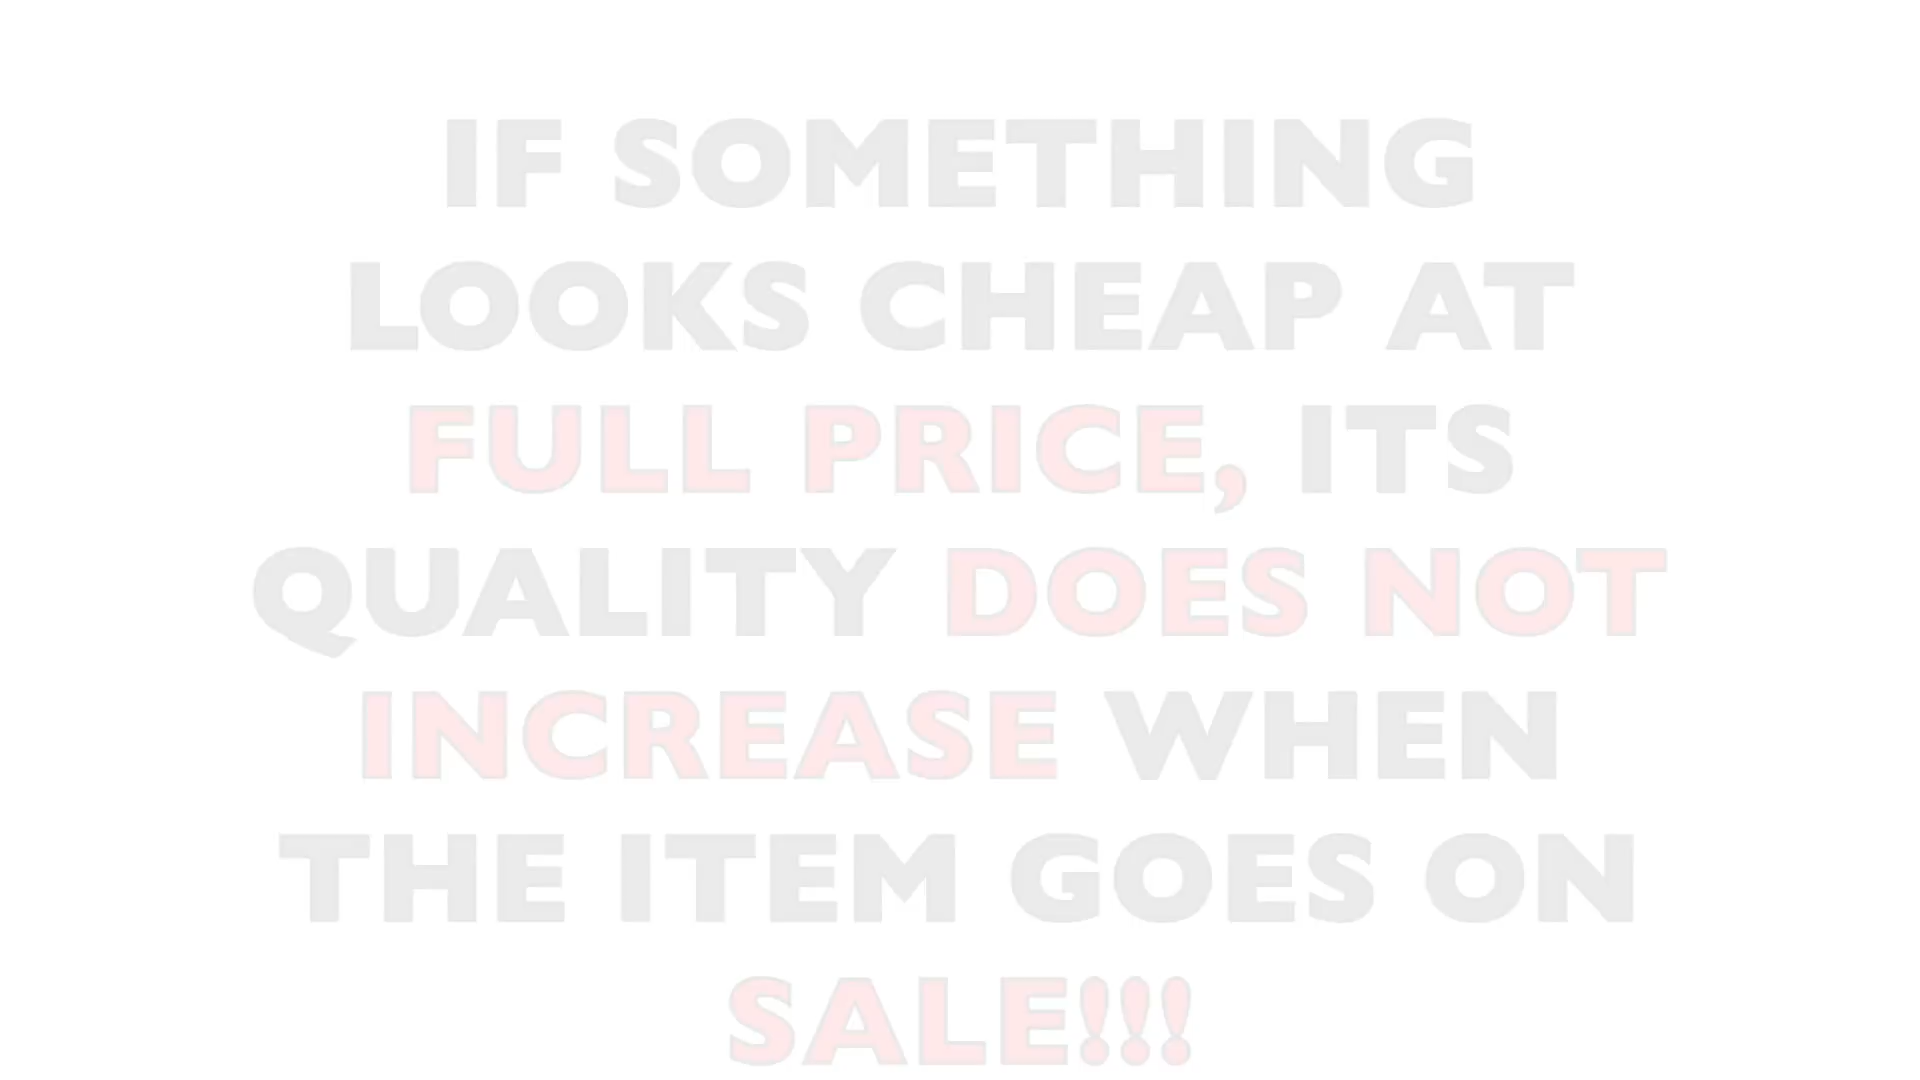 IF SOMETHING
LOOKS CHEAP AT
FULL PRICE, ITS
QUALITY DOES NOT
INCREASE WHEN
THE ITEM GOES ON
SALE!!!